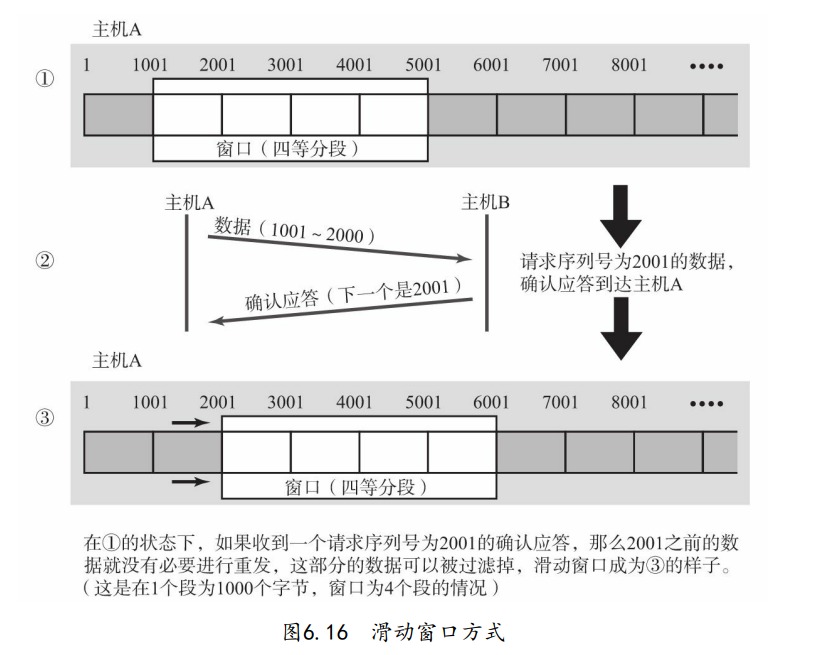 主机A
①
1 1001 2001 3001 4001 5001 6001 7001 8001 ••••
窗口（四等分段）
主机A 主机B
数据（1001～2000）
②
请求序列号为2001的数据，
确认应答到达主机A
确认应答（下一个是2001）
主机A
③
1 1001 2001 3001 4001 5001 6001 7001 8001 ••••
窗口（四等分段）
在①的状态下，如果收到一个请求序列号为2001的确认应答，那么2001之前的数
据就没有必要进行重发，这部分的数据可以被过滤掉，滑动窗口成为③的样子。
（这是在1个段为1000个字节，窗口为4个段的情况）
图6.16 滑动窗口方式